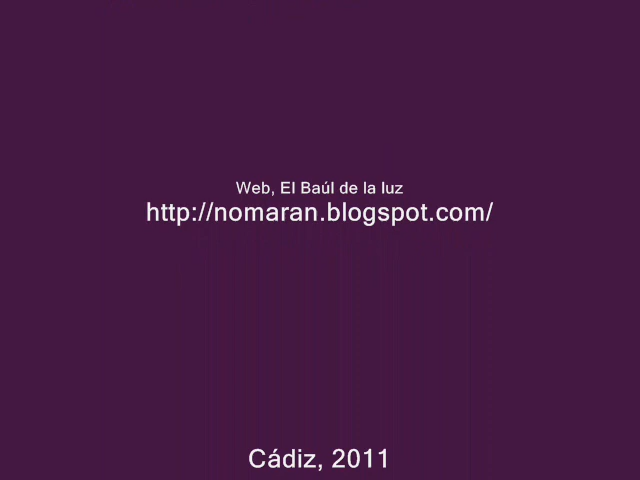 Web, El Baúl de la luz
http://nomaran.blogspot.com/
Cádiz, 2011